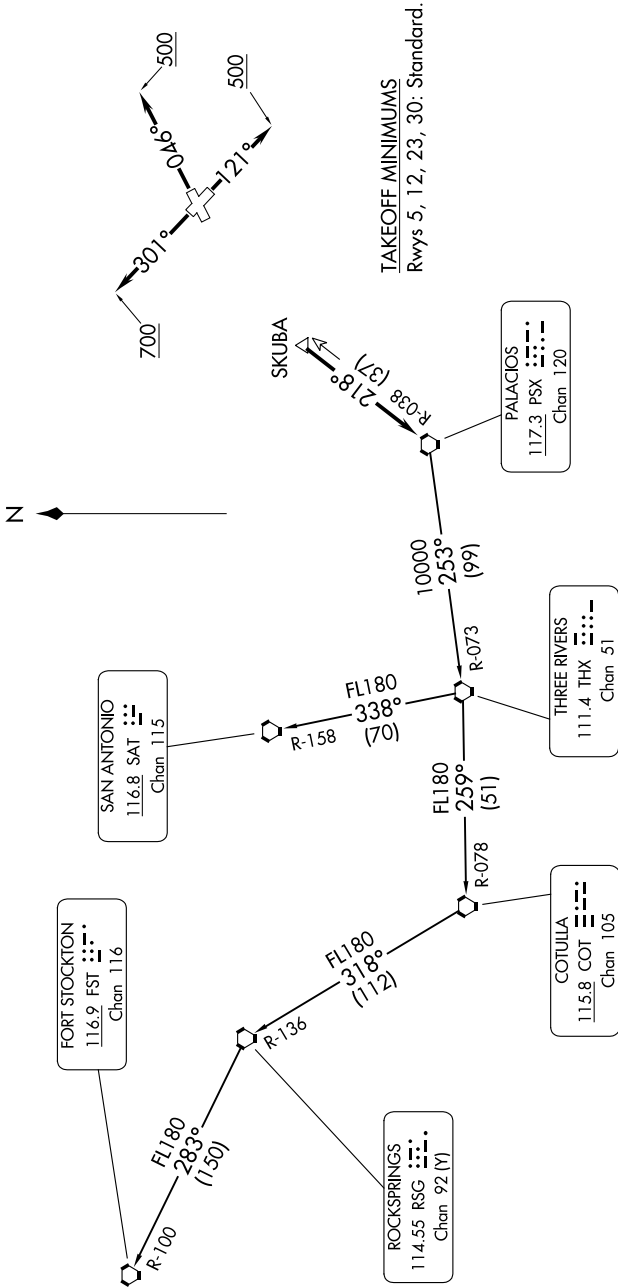 N
700
301°
046°
500
121°
500
TAKEOFF MINIMUMS
Rwys 5, 12, 23, 30: Standard.
SKUBA
218°
(37)
R-038
PALACIOS
117.3 PSX
Chan 120
10000
253°
(99)
R-073
THREE RIVERS
111.4 THX
Chan 51
SAN ANTONIO
116.8 SAT
Chan 115
FL180
338°
(70)
R-158
FL180
259°
(51)
R-078
COTULLA
115.8 COT
Chan 105
FL180
318°
(112)
R-136
ROCKSPRINGS
114.55 RSG
Chan 92 (Y)
FORT STOCKTON
116.9 FST
Chan 116
FL180
283°
(150)
R-100